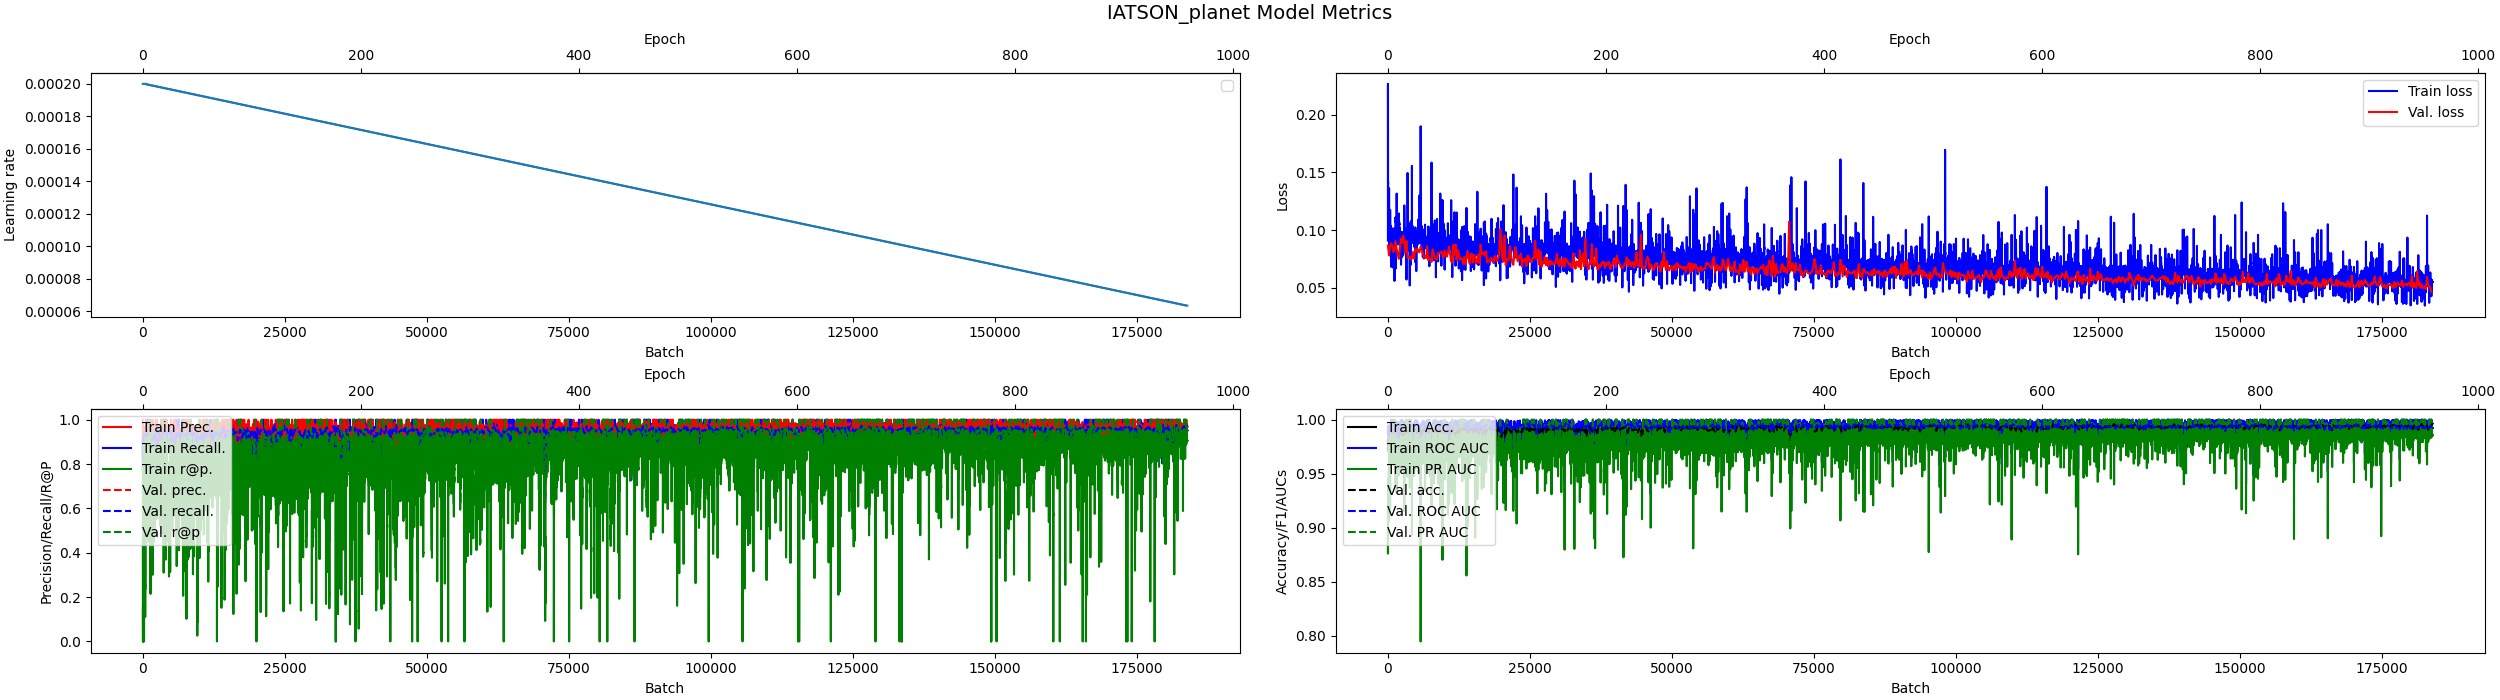 IATSON_planet Model Metrics
Epoch
0 200 400 600 800 1000
0.00020
0.00018
0.00016
0.00014
0.00012
0.00010
0.00008
0.00006
Learning rate
0 25000 50000 75000 100000 125000 150000 175000
Batch
Epoch
0 200 400 600 800 1000
0.20
0.15
0.10
0.05
Loss
Train loss
Val. loss
0 25000 50000 75000 100000 125000 150000 175000
Batch
Epoch
0 200 400 600 800 1000
1.0
0.8
0.6
0.4
0.2
0.0
Precision/Recall/R@P
Train Prec.
Train Recall.
Train r@p.
Val. prec.
Val. recall.
Val. r@p
0 25000 50000 75000 100000 125000 150000 175000
Batch
Epoch
0 200 400 600 800 1000
1.00
0.95
0.90
0.85
0.80
Accuracy/F1/AUCs
Train Acc.
Train ROC AUC
Train PR AUC
Val. acc.
Val. ROC AUC
Val. PR AUC
0 25000 50000 75000 100000 125000 150000 175000
Batch